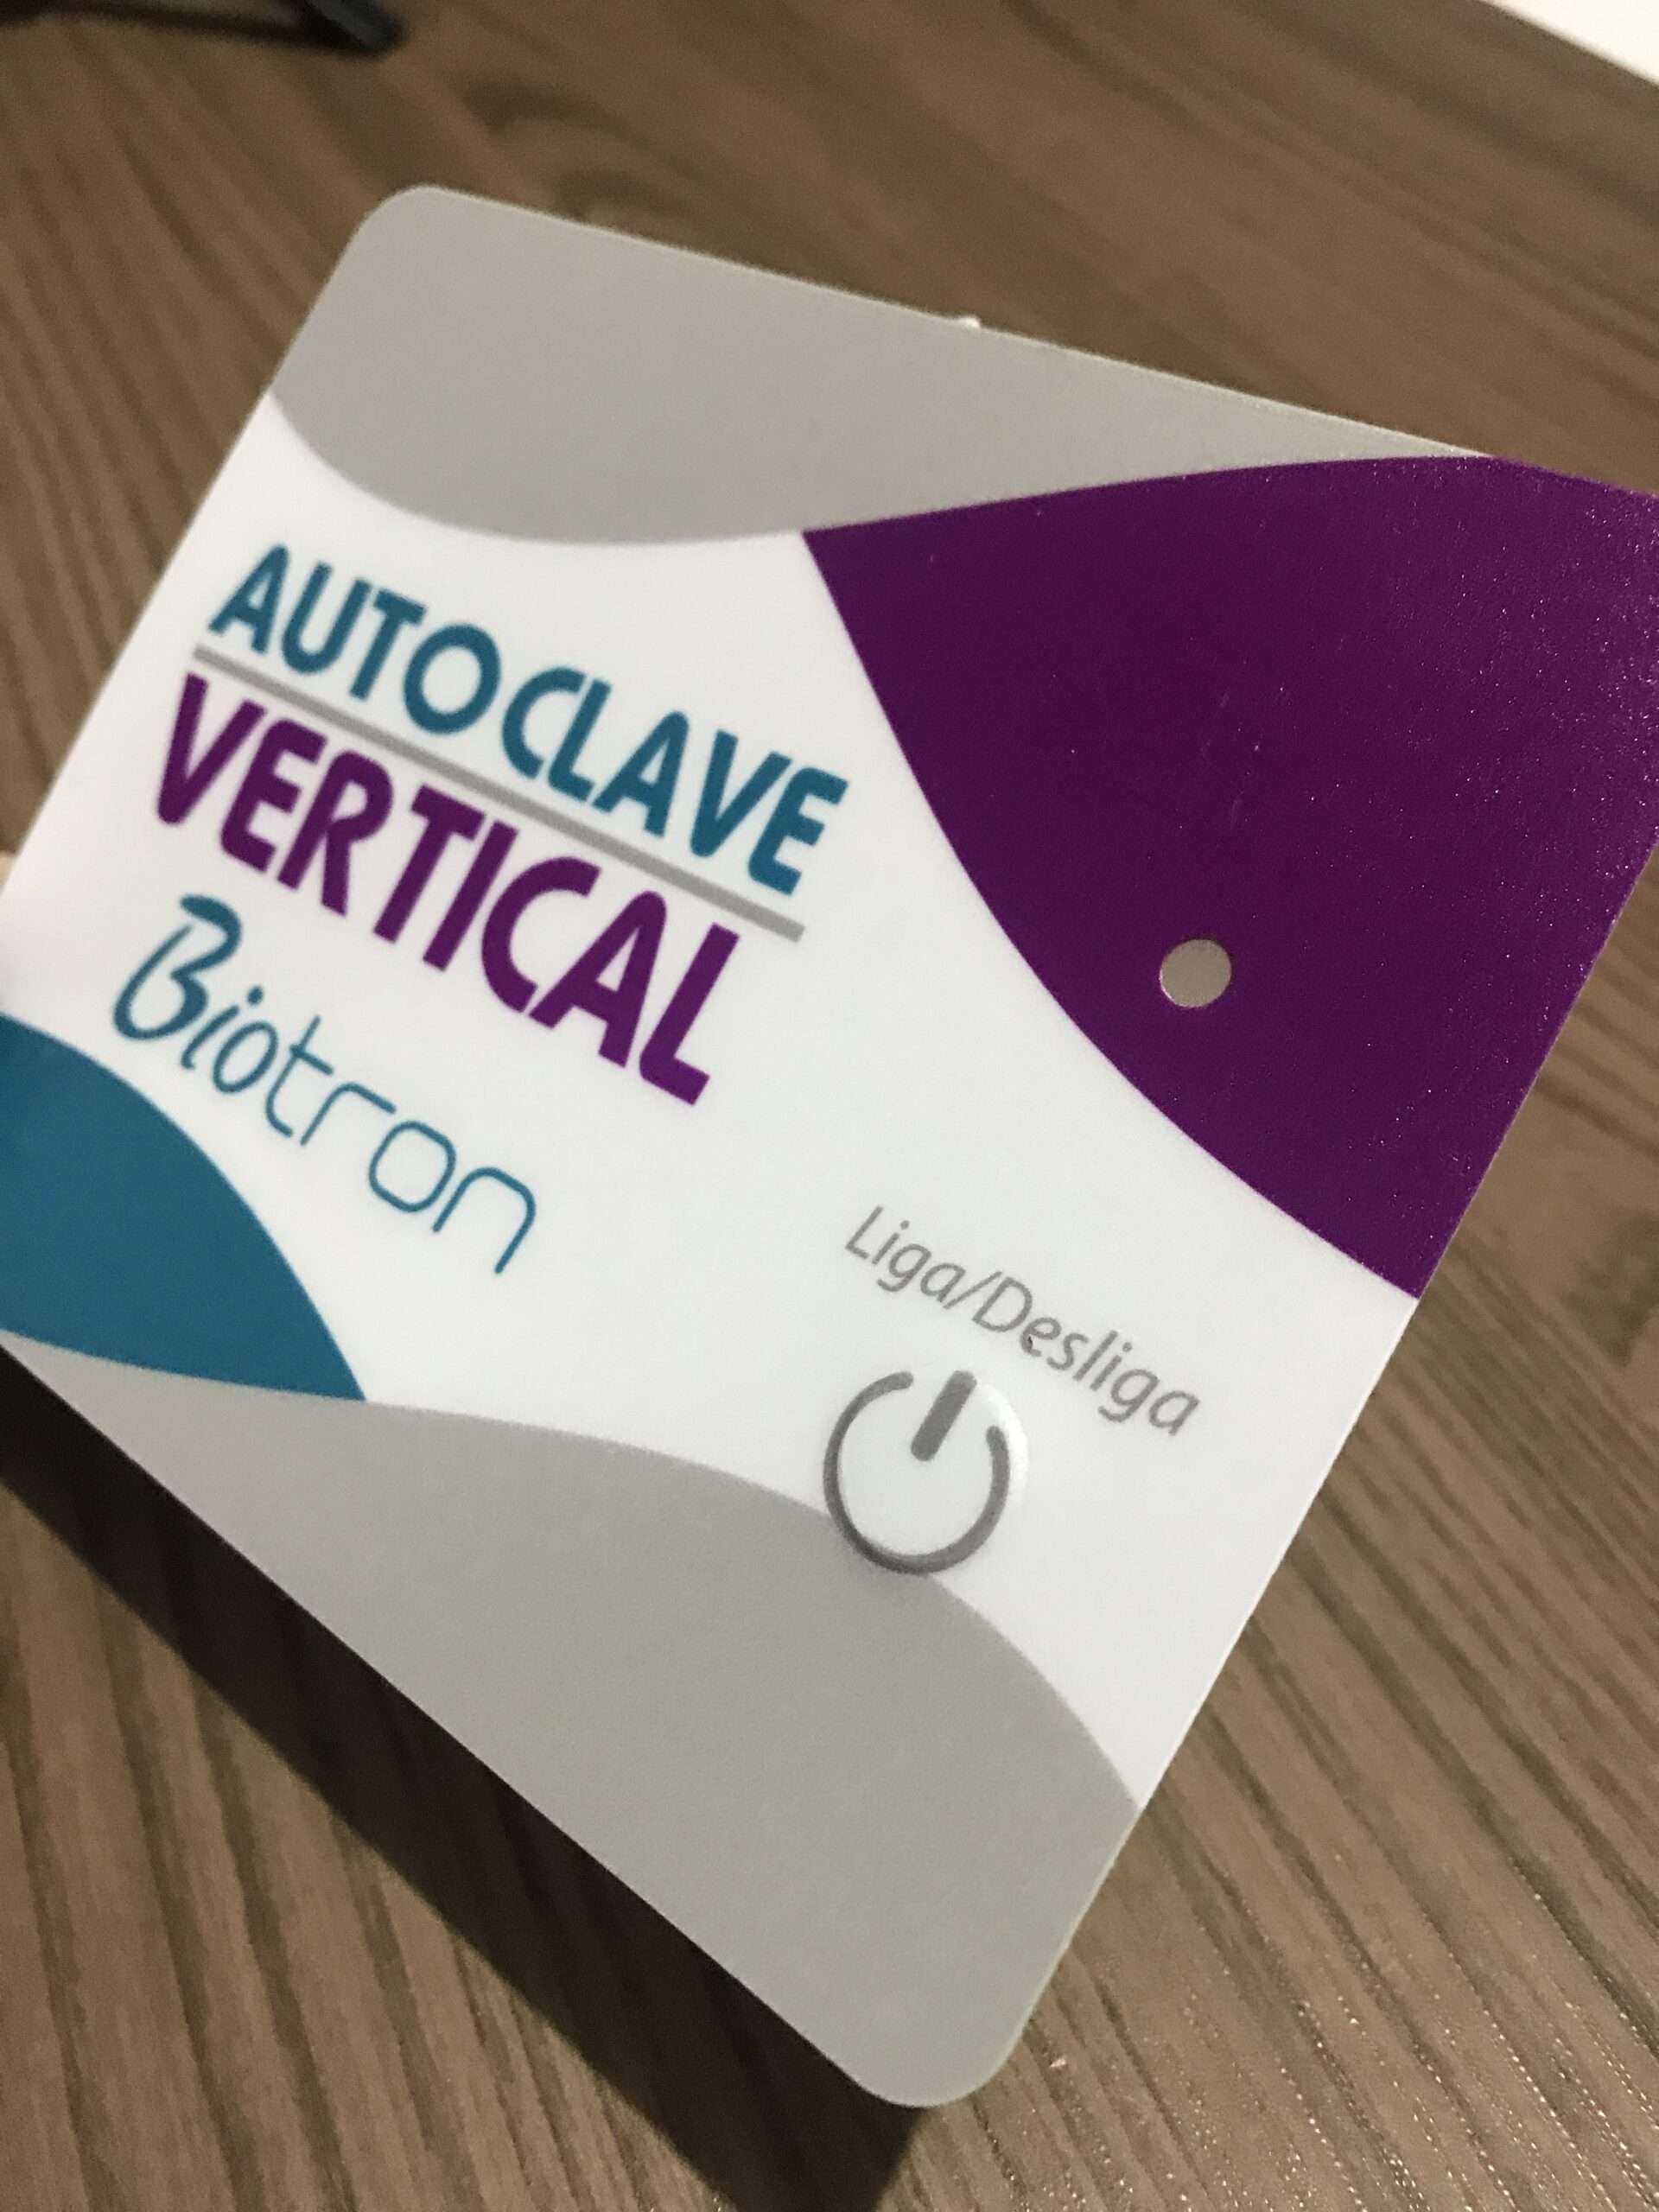 AUTOCLAVE
VERTICAL
Biotron
Liga/Desliga